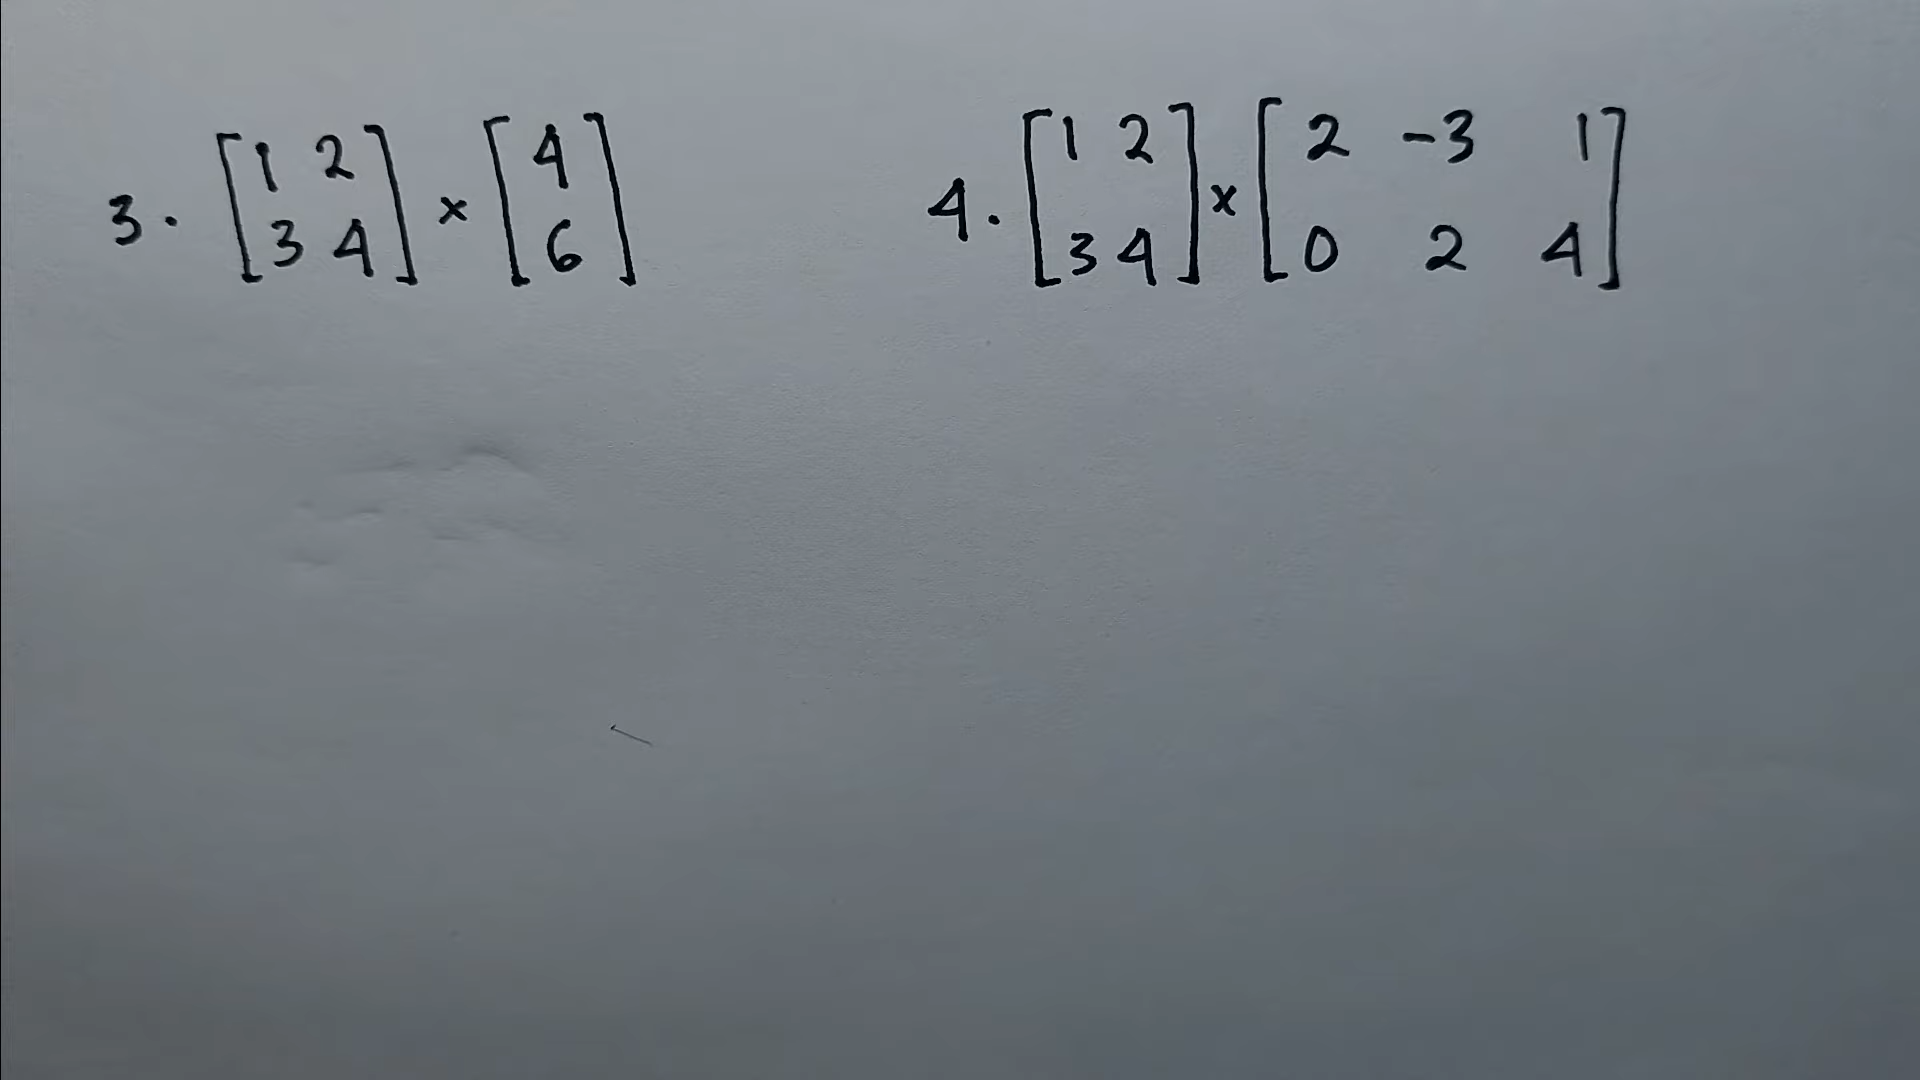 3. [1 2] × [4]
[3 4] [6]
4. [1 2] × [2 -3 1]
[3 4] [0 2 4]